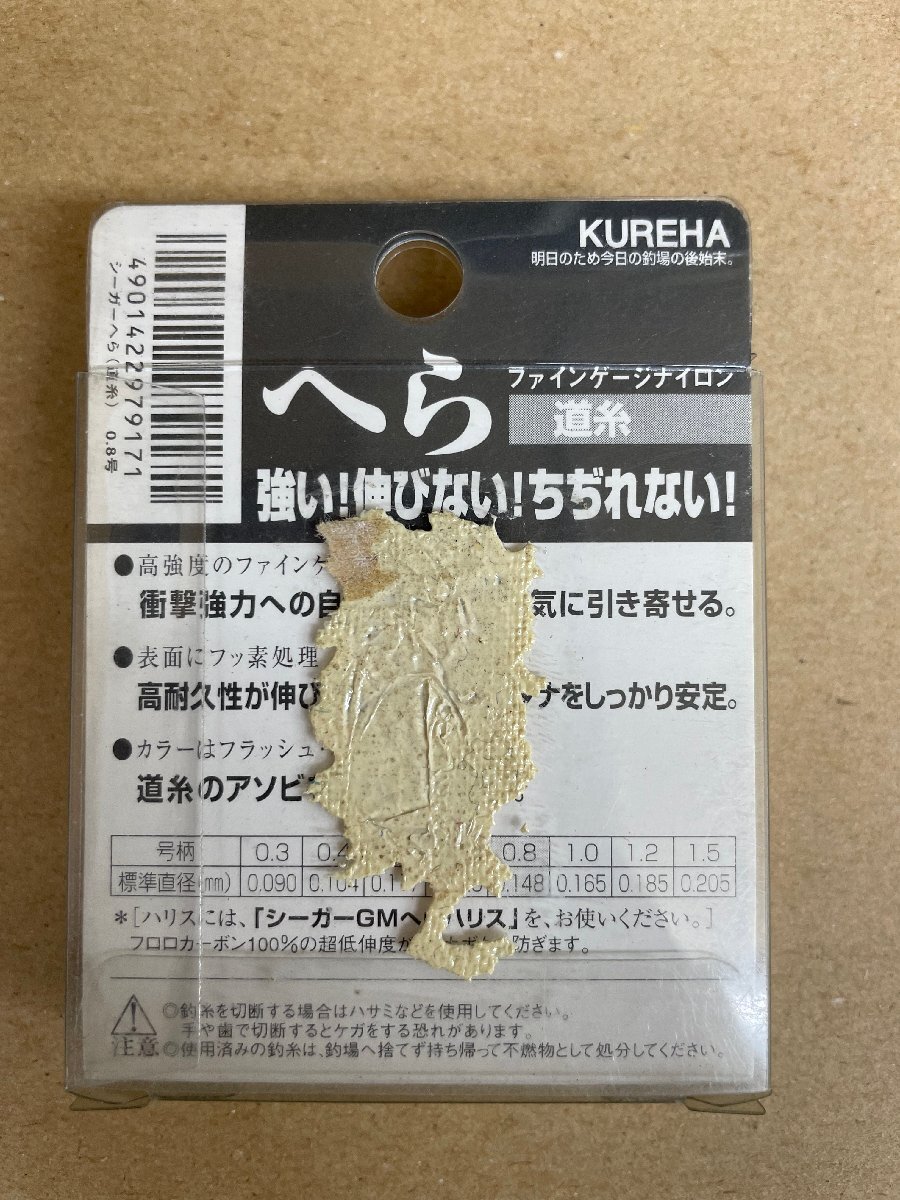 KUREHA
明日のため今日の釣場の後始末。
4901422979171
シーガーへら(道糸) 0.8号
へら
ファインゲージナイロン
道糸
強い!伸びない!ちぢれない!
●高強度のファインゲ
衝撃強力への自 気に引き寄せる。
●表面にフッ素処理
高耐久性が伸び ナをしっかり安定。
●カラーはフラッシュ
道糸のアソビ
号柄 0.3 0.4 0.8 1.0 1.2 1.5
標準直径(mm) 0.090 0.104 0.148 0.165 0.185 0.205
*[ハリスには、「シーガーGMへらハリス」を、お使いください。]
フロロカーボン100%の超低伸度が 防ぎます。
注意
◎釣糸を切断する場合はハサミなどを使用してください。
手や歯で切断するとケガをする恐れがあります。
◎使用済みの釣糸は、釣場へ捨てず持ち帰って不燃物として処分してください。